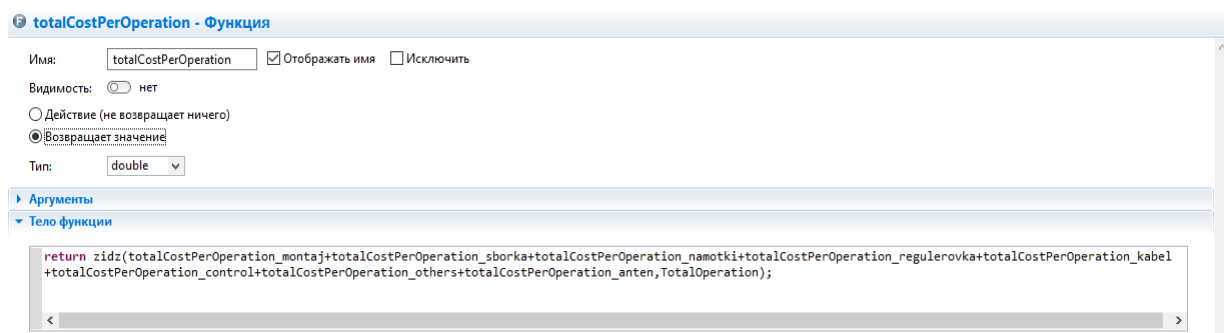 totalCostPerOperation - Функция
Имя: totalCostPerOperation Отображать имя Исключить
Видимость: нет
Действие (не возвращает ничего)
Возвращает значение
Тип: double
Аргументы
Тело функции
return zidz(totalCostPerOperation_montaj+totalCostPerOperation_sborka+totalCostPerOperation_namotki+totalCostPerOperation_regulerovka+totalCostPerOperation_kabel
+totalCostPerOperation_control+totalCostPerOperation_others+totalCostPerOperation_anten,TotalOperation);